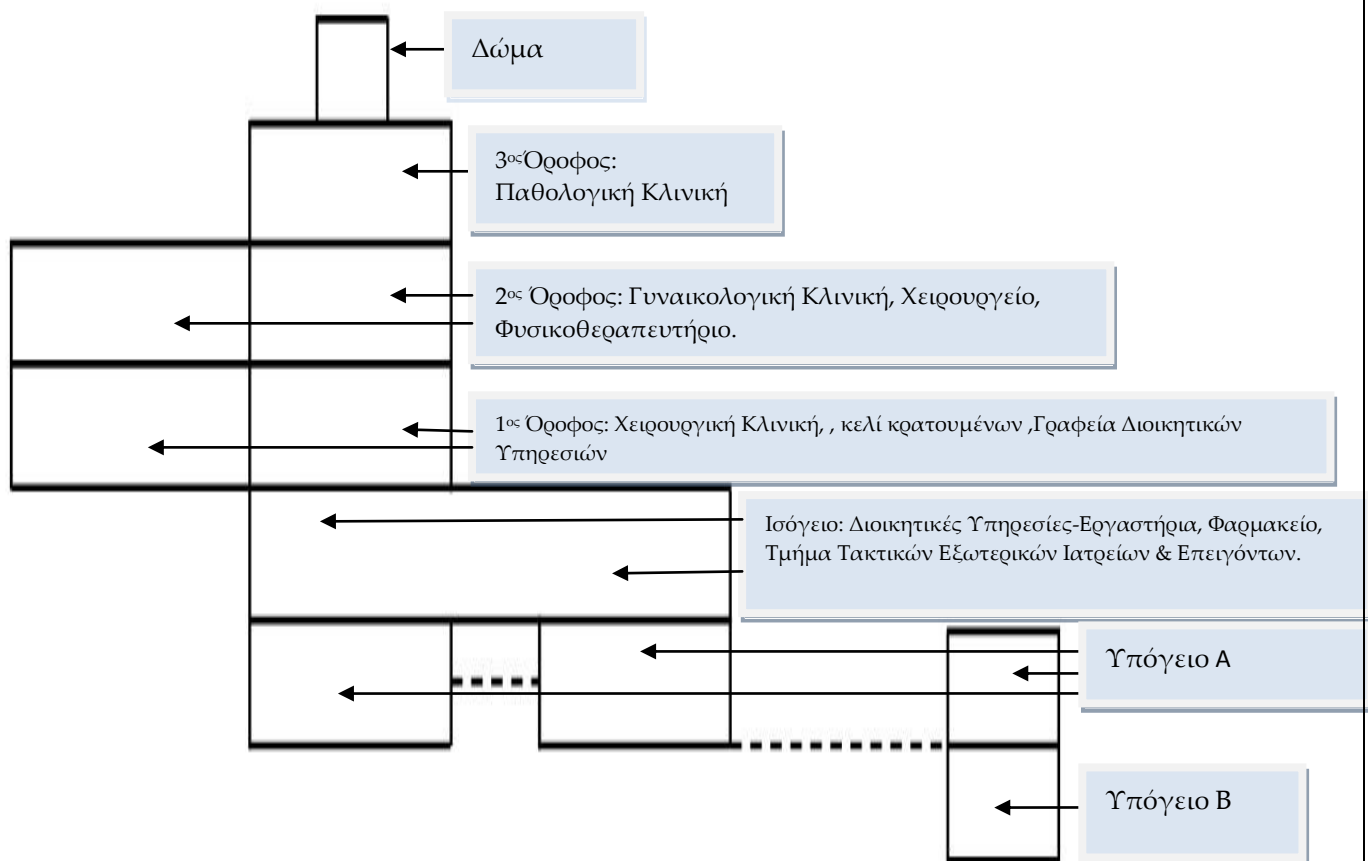 Δώμα
3ος Όροφος:
Παθολογική Κλινική
2ος Όροφος: Γυναικολογική Κλινική, Χειρουργείο,
Φυσικοθεραπευτήριο.
1ος Όροφος: Χειρουργική Κλινική, , κελί κρατουμένων ,Γραφεία Διοικητικών
Υπηρεσιών
Ισόγειο: Διοικητικές Υπηρεσίες-Εργαστήρια, Φαρμακείο,
Τμήμα Τακτικών Εξωτερικών Ιατρείων & Επειγόντων.
Υπόγειο Α
Υπόγειο Β